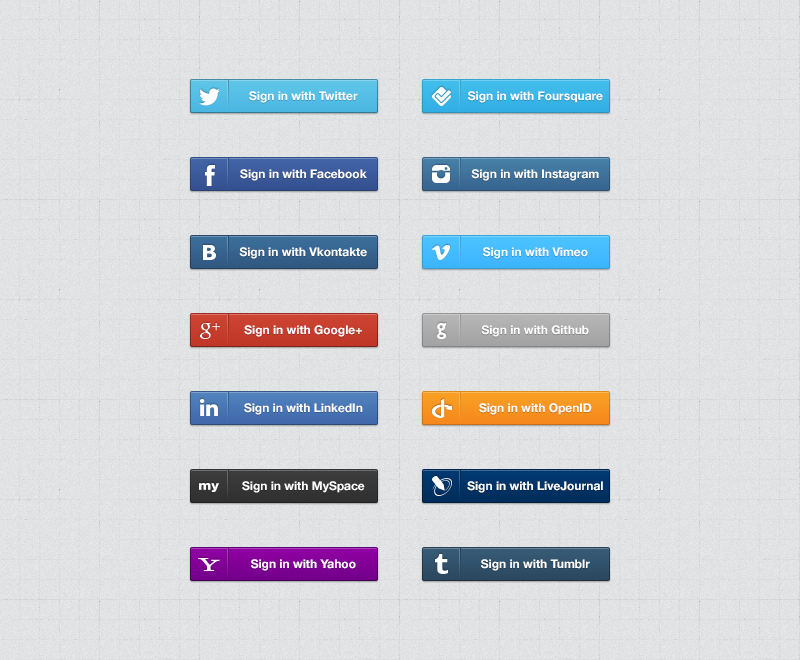 Sign in with Twitter
Sign in with Foursquare
f Sign in with Facebook
Sign in with Instagram
B Sign in with Vkontakte
v Sign in with Vimeo
g+ Sign in with Google+
g Sign in with Github
in Sign in with LinkedIn
Sign in with OpenID
my Sign in with MySpace
Sign in with LiveJournal
Y Sign in with Yahoo
t Sign in with Tumblr